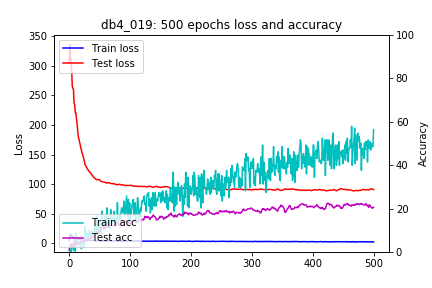 db4_019: 500 epochs loss and accuracy
Train loss
Test loss
Train acc
Test acc
Loss
350
300
250
200
150
100
50
0
Accuracy
100
80
60
40
20
0
0
100
200
300
400
500